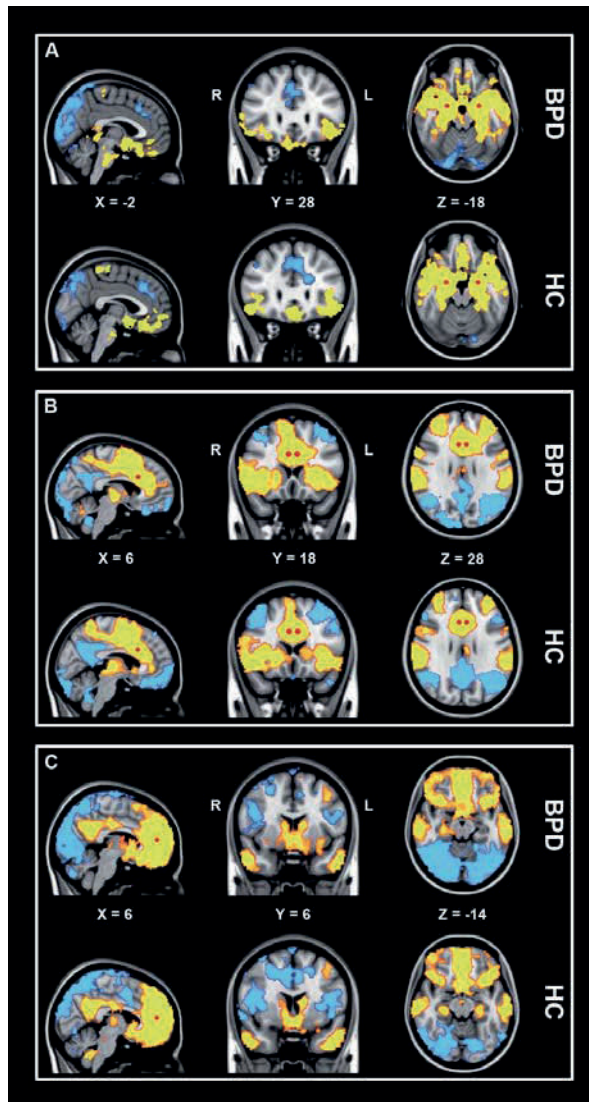 A
R
L
BPD
X = -2
Y = 28
Z = -18
HC
B
R
L
BPD
X = 6
Y = 18
Z = 28
HC
C
R
L
BPD
X = 6
Y = 6
Z = -14
HC